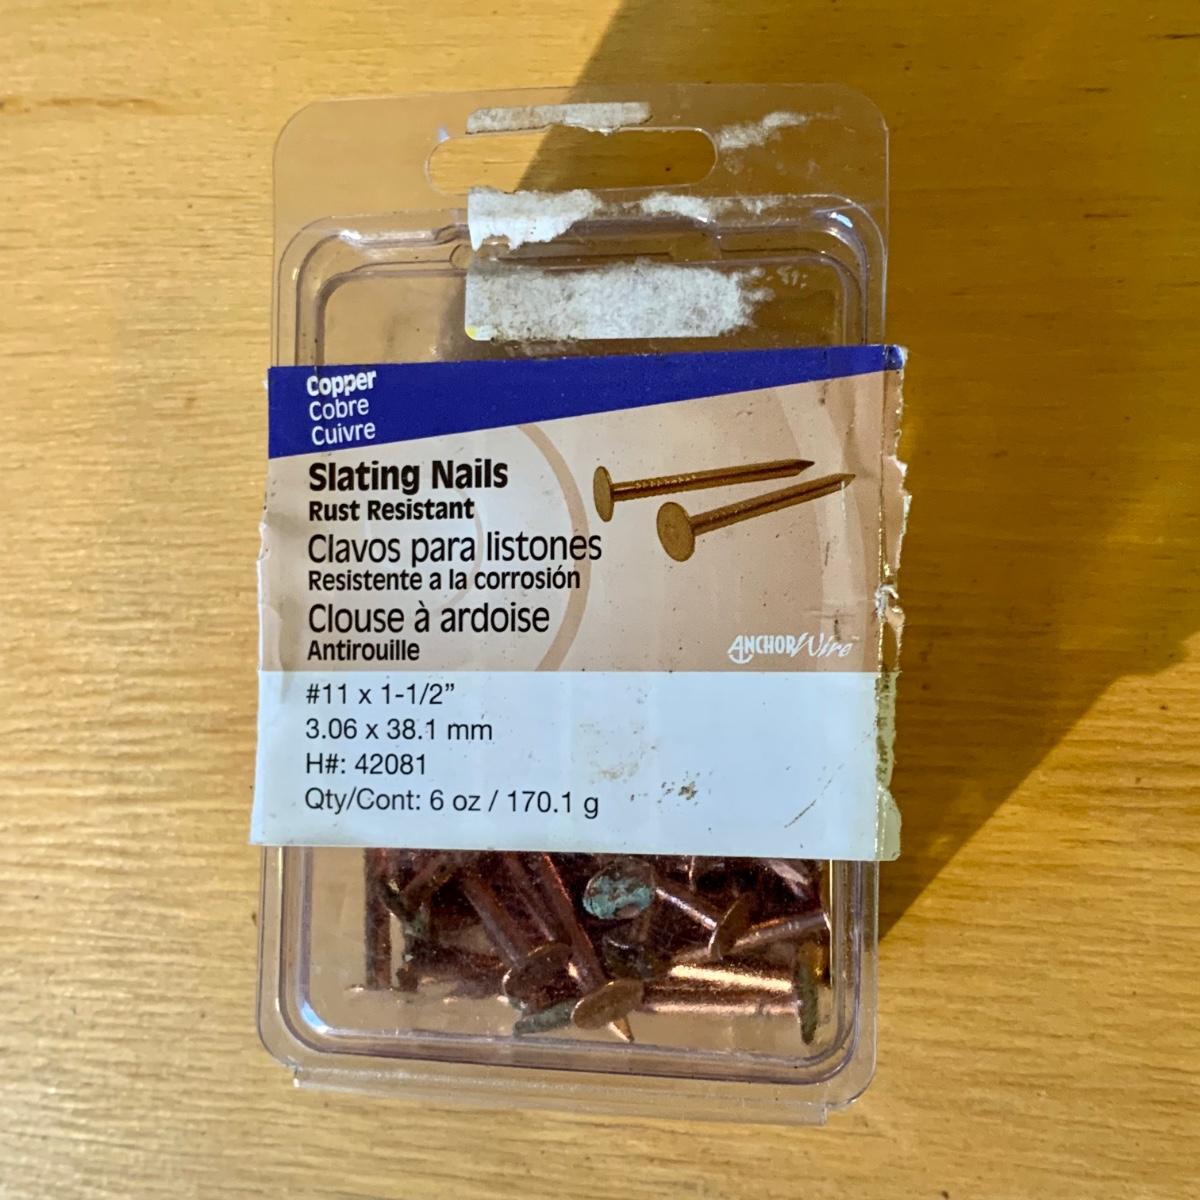 Copper
Cobre
Cuivre
Slating Nails
Rust Resistant
Clavos para listones
Resistente a la corrosión
Clouse à ardoise
Antirouille
ANCHORWire™
#11 x 1-1/2”
3.06 x 38.1 mm
H#: 42081
Qty/Cont: 6 oz / 170.1 g